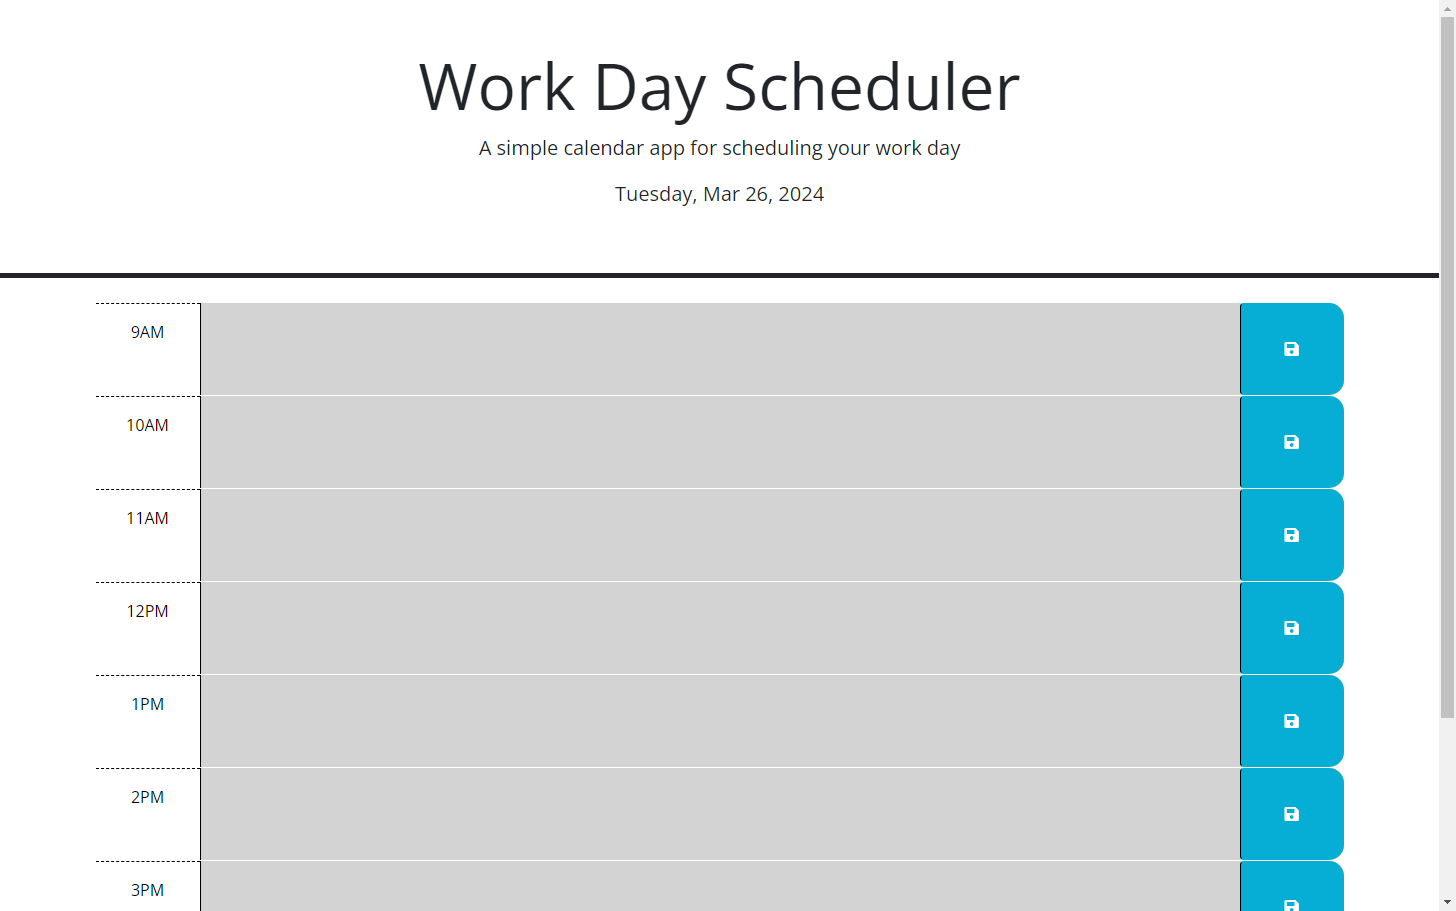 Work Day Scheduler
A simple calendar app for scheduling your work day
Tuesday, Mar 26, 2024
9AM
10AM
11AM
12PM
1PM
2PM
3PM